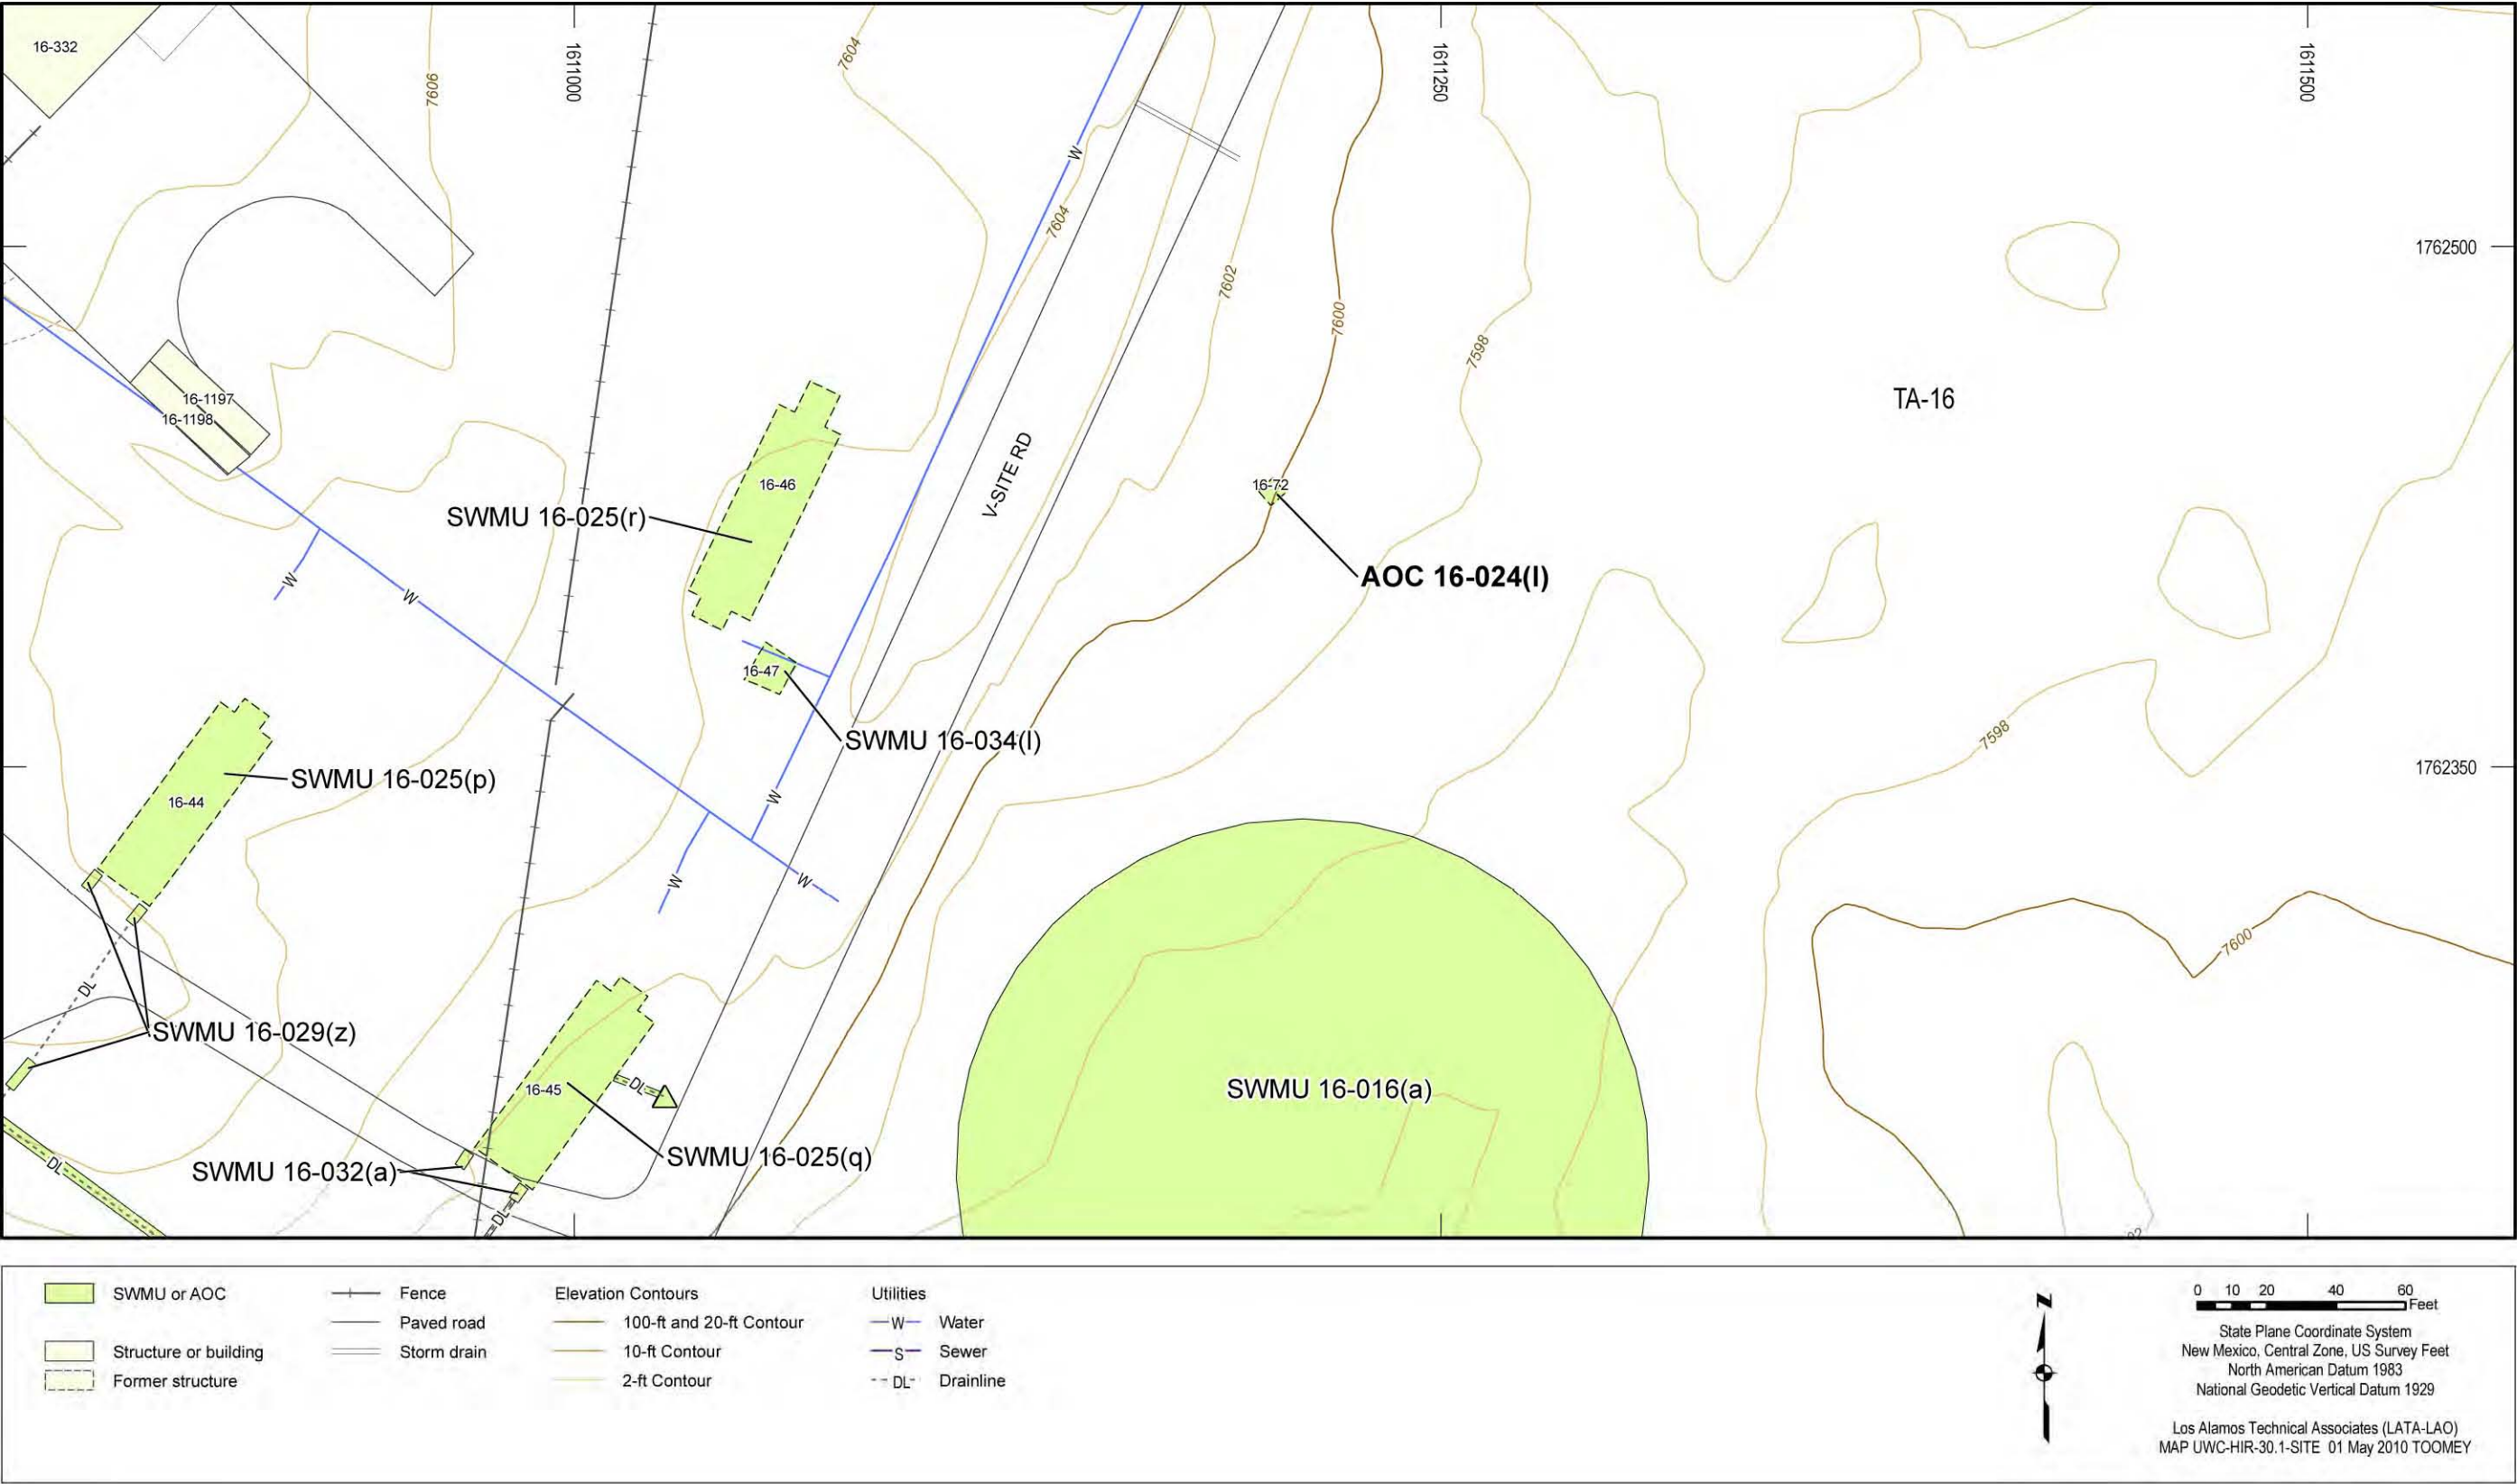 16-332
7606
1611000
7604
1611250
1611500
W
7604
1762500
7602
7600
7598
TA-16
16-1197
16-1198
V-SITE RD
16-46
16-72
SWMU 16-025(r)
AOC 16-024(l)
W
W
16-47
SWMU 16-034(l)
7598
1762350
SWMU 16-025(p)
16-44
W
W
W
7600
DL
SWMU 16-029(z)
16-45
DL
SWMU 16-016(a)
SWMU 16-025(q)
DL
SWMU 16-032(a)
DL
SWMU or AOC
Structure or building
Former structure
Fence
Paved road
Storm drain
Elevation Contours
100-ft and 20-ft Contour
10-ft Contour
2-ft Contour
Utilities
W Water
S Sewer
DL Drainline
N
0 10 20 40 60
Feet
State Plane Coordinate System
New Mexico, Central Zone, US Survey Feet
North American Datum 1983
National Geodetic Vertical Datum 1929
Los Alamos Technical Associates (LATA-LAO)
MAP UWC-HIR-30.1-SITE 01 May 2010 TOOMEY